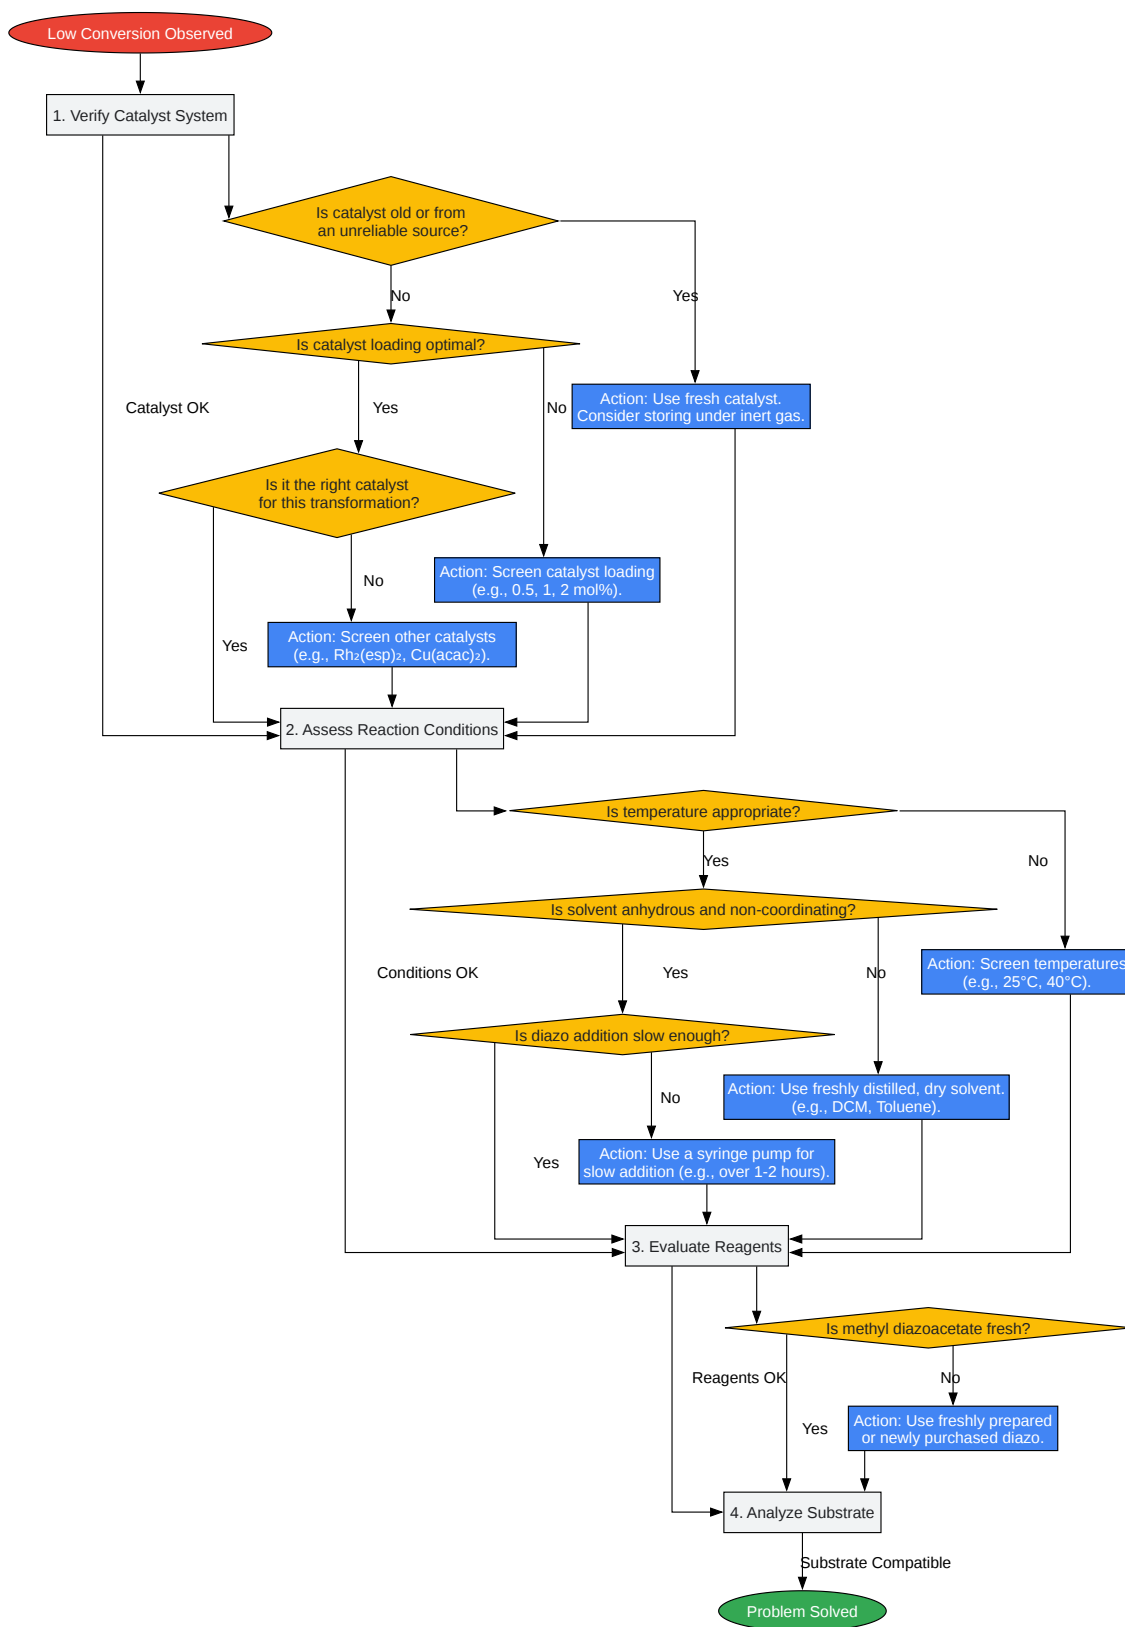 Low Conversion Observed
1. Verify Catalyst System
Is catalyst old or from
an unreliable source?
No
Yes
Is catalyst loading optimal?
Catalyst OK
Yes
No
Action: Use fresh catalyst.
Consider storing under inert gas.
Is it the right catalyst
for this transformation?
No
Action: Screen catalyst loading
(e.g., 0.5, 1, 2 mol%).
Yes
Action: Screen other catalysts
(e.g., Rh₂(esp)₂, Cu(acac)₂).
2. Assess Reaction Conditions
Is temperature appropriate?
Yes
No
Is solvent anhydrous and non-coordinating?
Conditions OK
Yes
No
Action: Screen temperatures
(e.g., 25°C, 40°C).
Is diazo addition slow enough?
No
Action: Use freshly distilled, dry solvent.
(e.g., DCM, Toluene).
Yes
Action: Use a syringe pump for
slow addition (e.g., over 1-2 hours).
3. Evaluate Reagents
Is methyl diazoacetate fresh?
Reagents OK
No
Yes
Action: Use freshly prepared
or newly purchased diazo.
4. Analyze Substrate
Substrate Compatible
Problem Solved